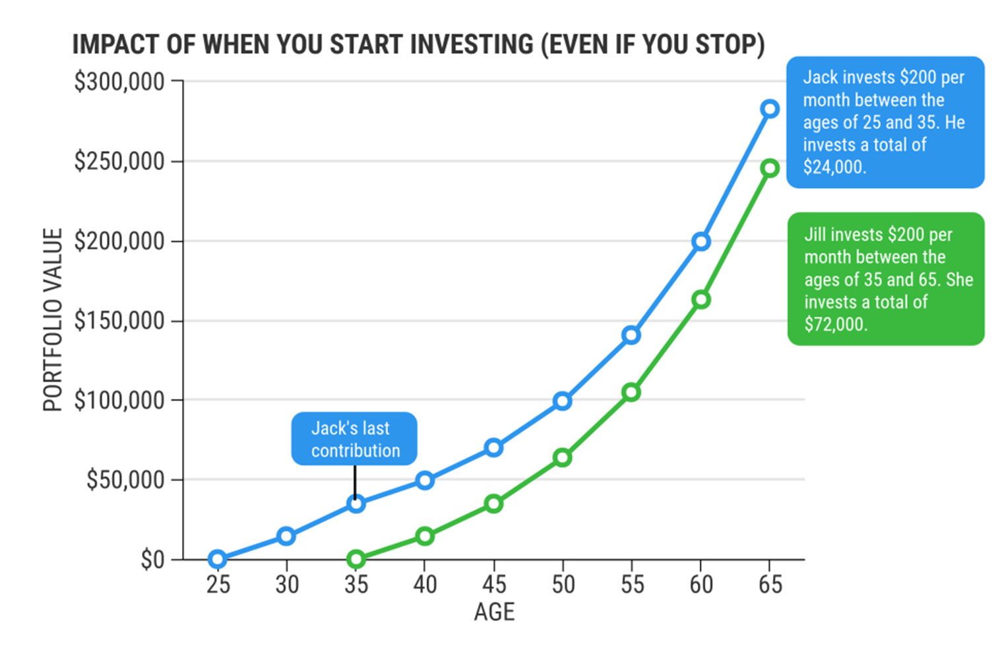 IMPACT OF WHEN YOU START INVESTING (EVEN IF YOU STOP)
$300,000
$250,000
$200,000
$150,000
$100,000
$50,000
$0
PORTFOLIO VALUE
Jack invests $200 per
month between the
ages of 25 and 35. He
invests a total of
$24,000.
Jill invests $200 per
month between the
ages of 35 and 65. She
invests a total of
$72,000.
Jack's last
contribution
25 30 35 40 45 50 55 60 65
AGE